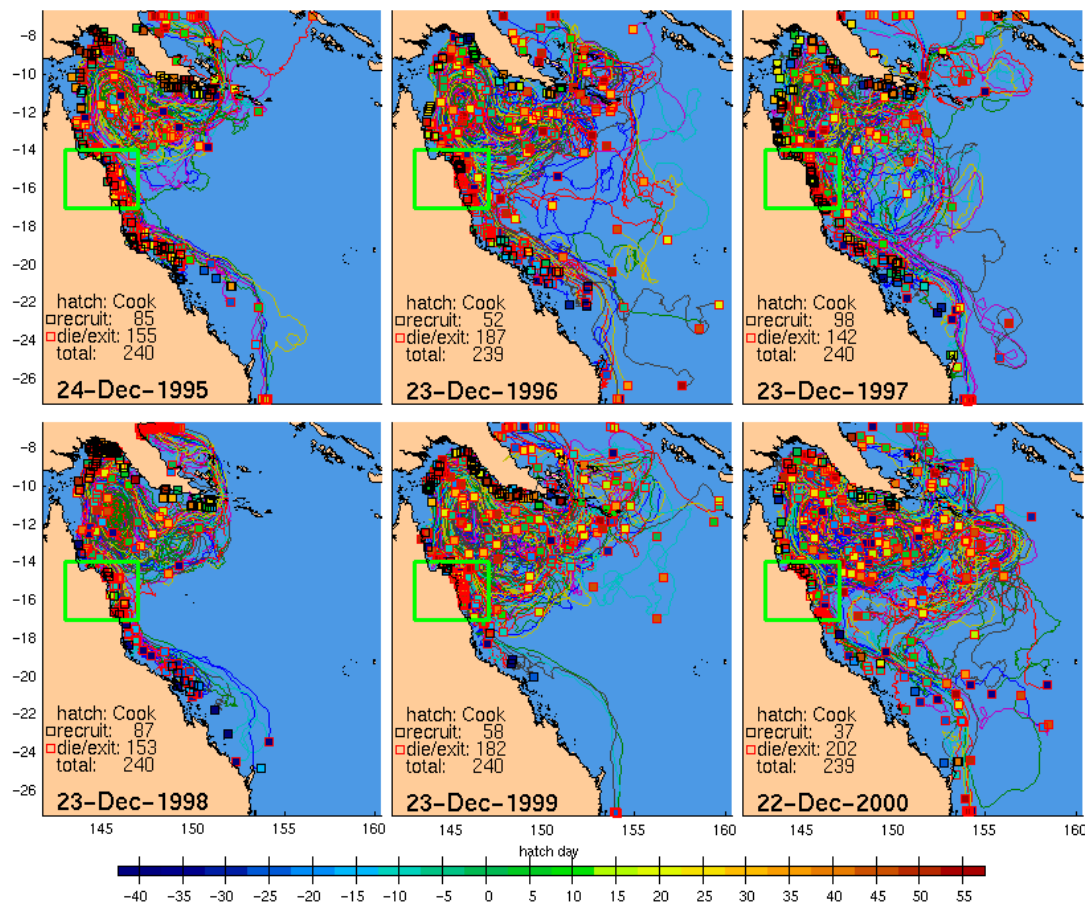 -8
-10
-12
-14
-16
-18
-20
-22
-24
-26
hatch: Cook
recruit: 85
die/exit: 155
total: 240
24-Dec-1995
hatch: Cook
recruit: 52
die/exit: 187
total: 239
23-Dec-1996
hatch: Cook
recruit: 98
die/exit: 142
total: 240
23-Dec-1997
-8
-10
-12
-14
-16
-18
-20
-22
-24
-26
hatch: Cook
recruit: 87
die/exit: 153
total: 240
23-Dec-1998
hatch: Cook
recruit: 58
die/exit: 182
total: 240
23-Dec-1999
hatch: Cook
recruit: 37
die/exit: 202
total: 239
22-Dec-2000
145 150 155 160 145 150 155 160 145 150 155 160
hatch day
-40 -35 -30 -25 -20 -15 -10 -5 0 5 10 15 20 25 30 35 40 45 50 55